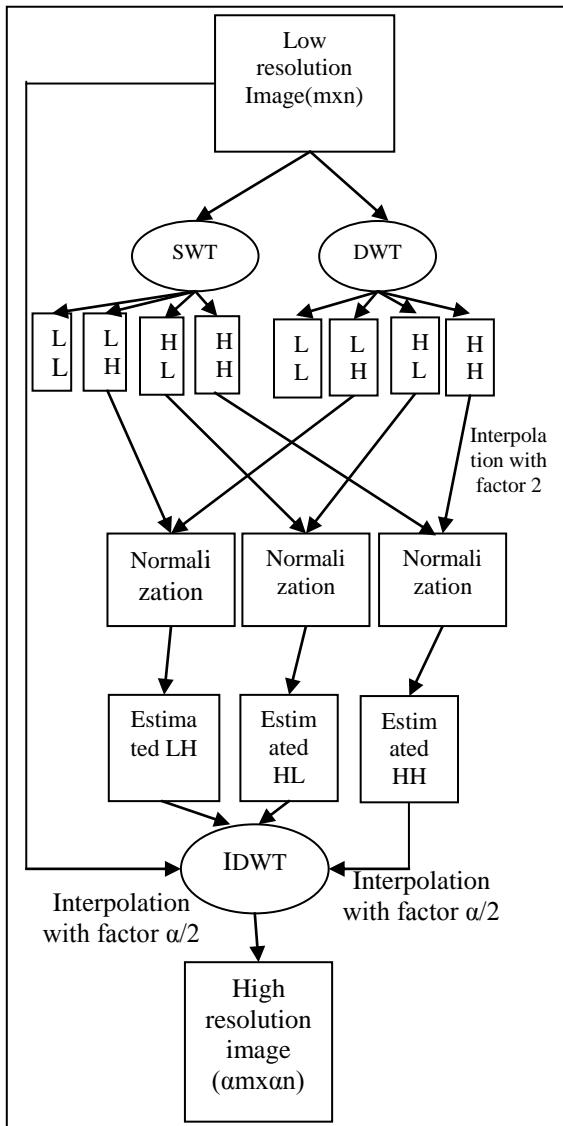 Low
resolution
Image(mxn)
SWT
DWT
L
L
L
H
H
L
H
H
L
L
L
H
H
L
H
H
Interpola
tion with
factor 2
Normali
zation
Normali
zation
Normali
zation
Estima
ted LH
Estim
ated
HL
Estim
ated
HH
IDWT
Interpolation
with factor α/2
Interpolation
with factor α/2
High
resolution
image
(αmxαn)